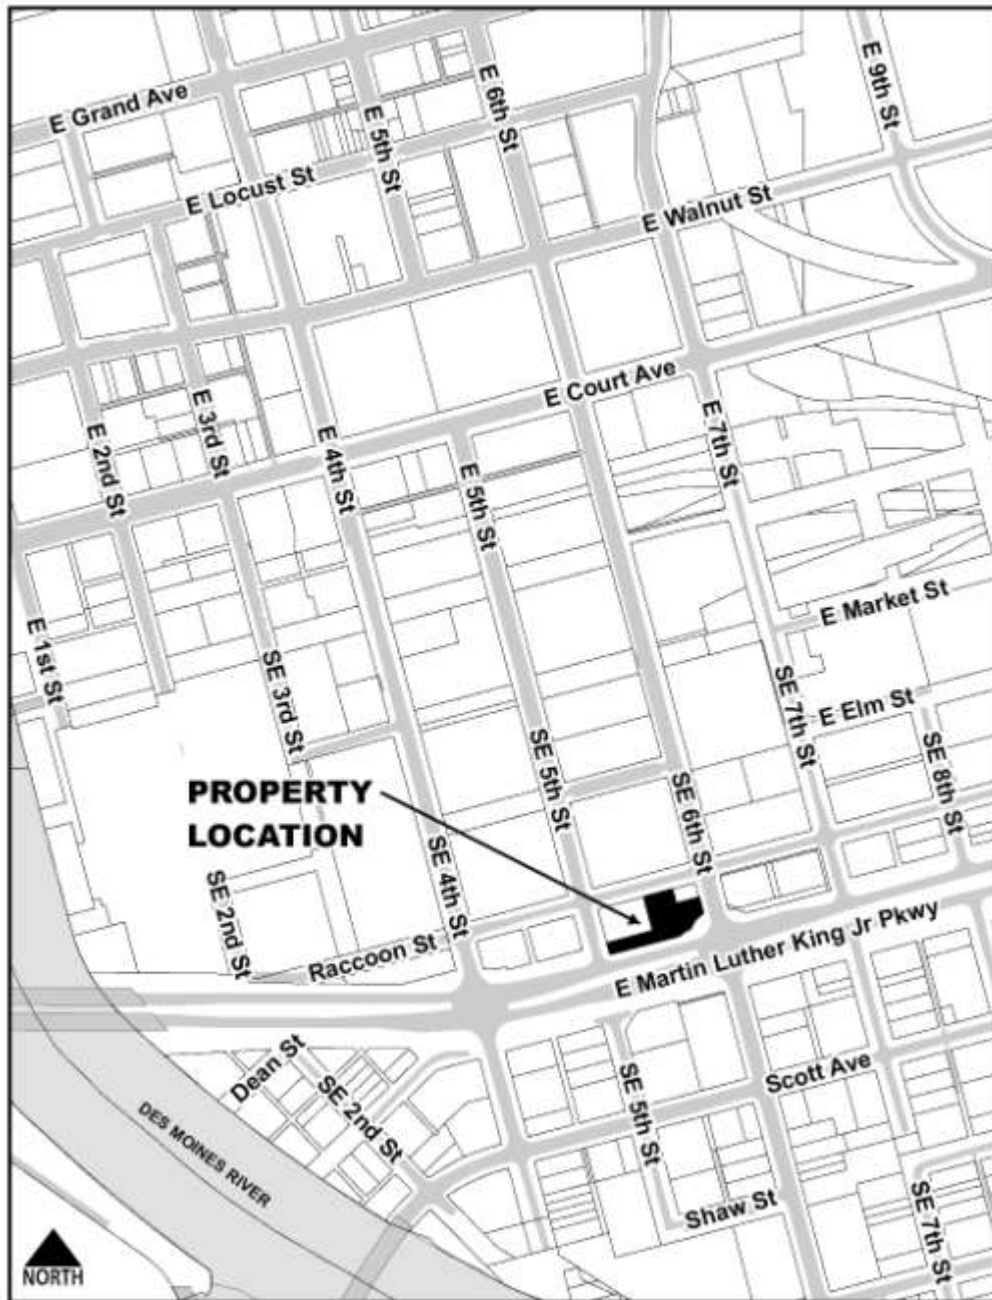 E Grand Ave
E 5th St
E 6th St
E 9th St
E Locust St
E Walnut St
E Court Ave
E 2nd St
E 3rd St
E 4th St
E 5th St
E 7th St
E Market St
E 1st St
SE 3rd St
SE 7th St
E Elm St
SE 5th St
SE 6th St
SE 8th St
PROPERTY
LOCATION
SE 2nd St
SE 4th St
Raccoon St
E Martin Luther King Jr Pkwy
Dean St
SE 2nd St
SE 5th St
Scott Ave
DES MOINES RIVER
Shaw St
SE 7th St
NORTH